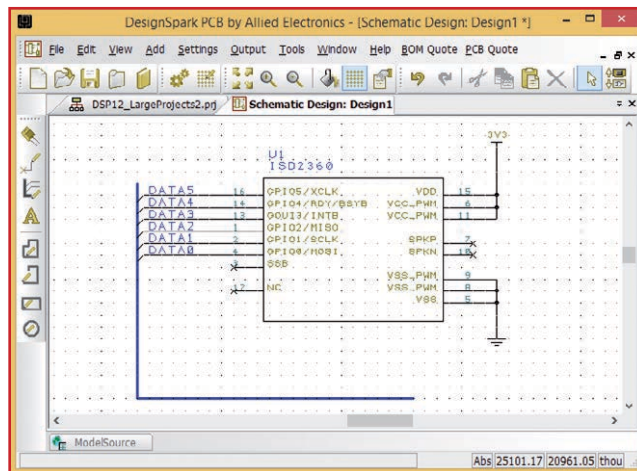 DesignSpark PCB by Allied Electronics - [Schematic Design: Design1 *]
File Edit View Add Settings Output Tools Window Help BOM Quote PCB Quote
DSP12_LargeProjects2.prj Schematic Design: Design1
3V3
U1
ISD2360
DATA5 16 GPIO5/XCLK VDD 15
DATA4 14 GPIO4/RDY/BSYB VCC_PWM 6
DATA3 13 VCC_PWM 11
DATA2 1 GPIO2/MISO
DATA1 2 GPIO1/SCLK SPKP 7
DATA0 4 GPIO0/MOSI SPKN 10
3 SSB
VSS_PWM 9
12 NC VSS_PWM 8
VSS 5
ModelSource
Abs 25101.17 20961.05 thou